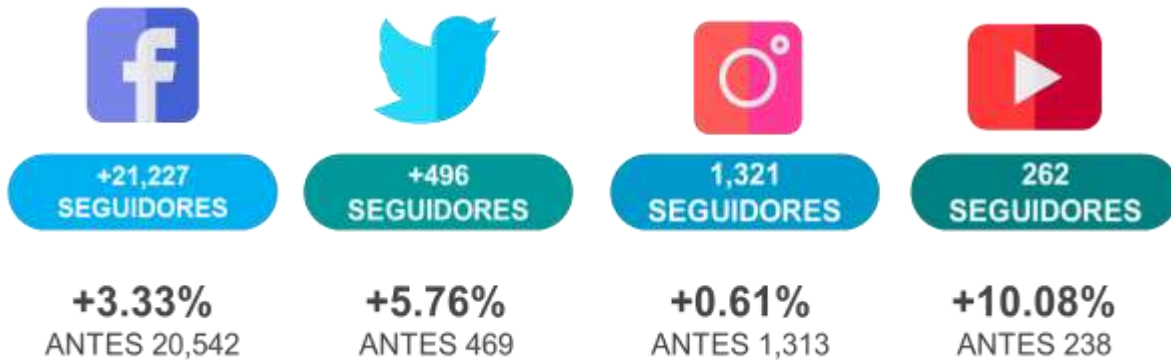 +21,227
SEGUIDORES
+3.33%
ANTES 20,542
+496
SEGUIDORES
+5.76%
ANTES 469
1,321
SEGUIDORES
+0.61%
ANTES 1,313
262
SEGUIDORES
+10.08%
ANTES 238